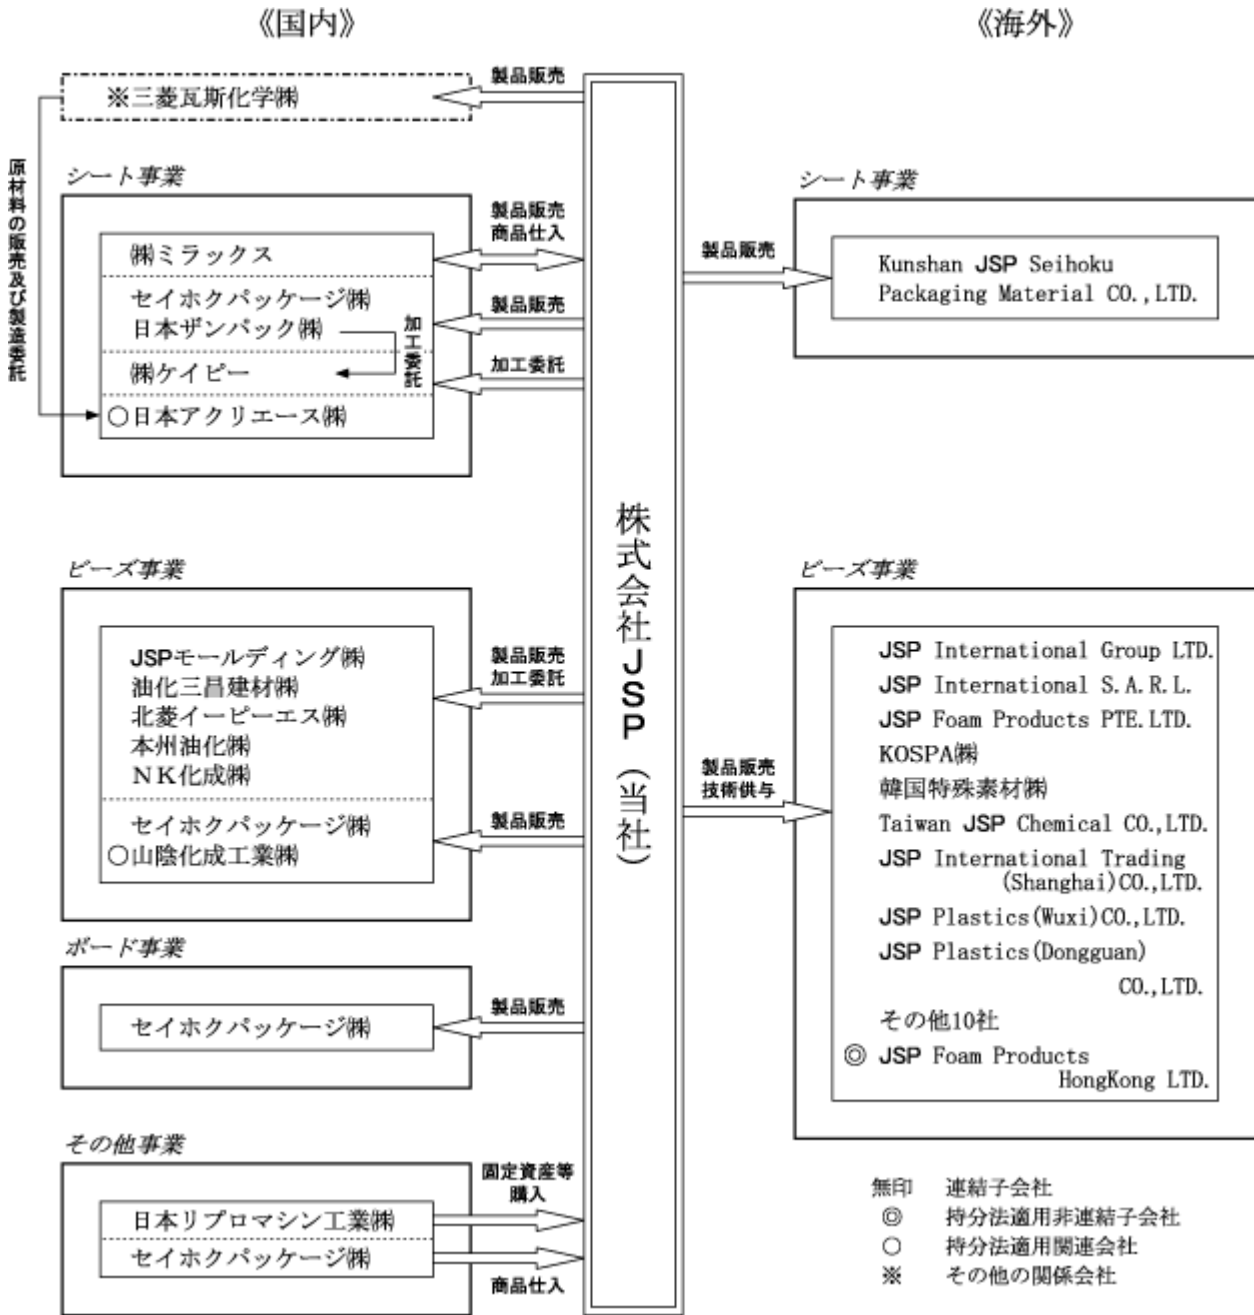 《国内》
《海外》
※三菱瓦斯化学㈱
製品販売
原材料の販売及び製造委託
シート事業
㈱ミラックス
セイホクパッケージ㈱
日本ザンパック㈱
㈱ケイピー
○日本アクリエース㈱
加工委託
製品販売
商品仕入
製品販売
加工委託
ビーズ事業
JSPモールディング㈱
油化三昌建材㈱
北菱イーピーエス㈱
本州油化㈱
ＮＫ化成㈱
セイホクパッケージ㈱
○山陰化成工業㈱
製品販売
加工委託
製品販売
ボード事業
セイホクパッケージ㈱
製品販売
その他事業
日本リプロマシン工業㈱
セイホクパッケージ㈱
固定資産等
購入
商品仕入
株式会社JSP（当社）
シート事業
製品販売
Kunshan JSP Seihoku
Packaging Material CO.,LTD.
ビーズ事業
製品販売
技術供与
JSP International Group LTD.
JSP International S.A.R.L.
JSP Foam Products PTE.LTD.
KOSPA㈱
韓国特殊素材㈱
Taiwan JSP Chemical CO.,LTD.
JSP International Trading
(Shanghai)CO.,LTD.
JSP Plastics(Wuxi)CO.,LTD.
JSP Plastics(Dongguan)
CO.,LTD.
その他10社
◎ JSP Foam Products
HongKong LTD.
無印 連結子会社
◎ 持分法適用非連結子会社
○ 持分法適用関連会社
※ その他の関係会社